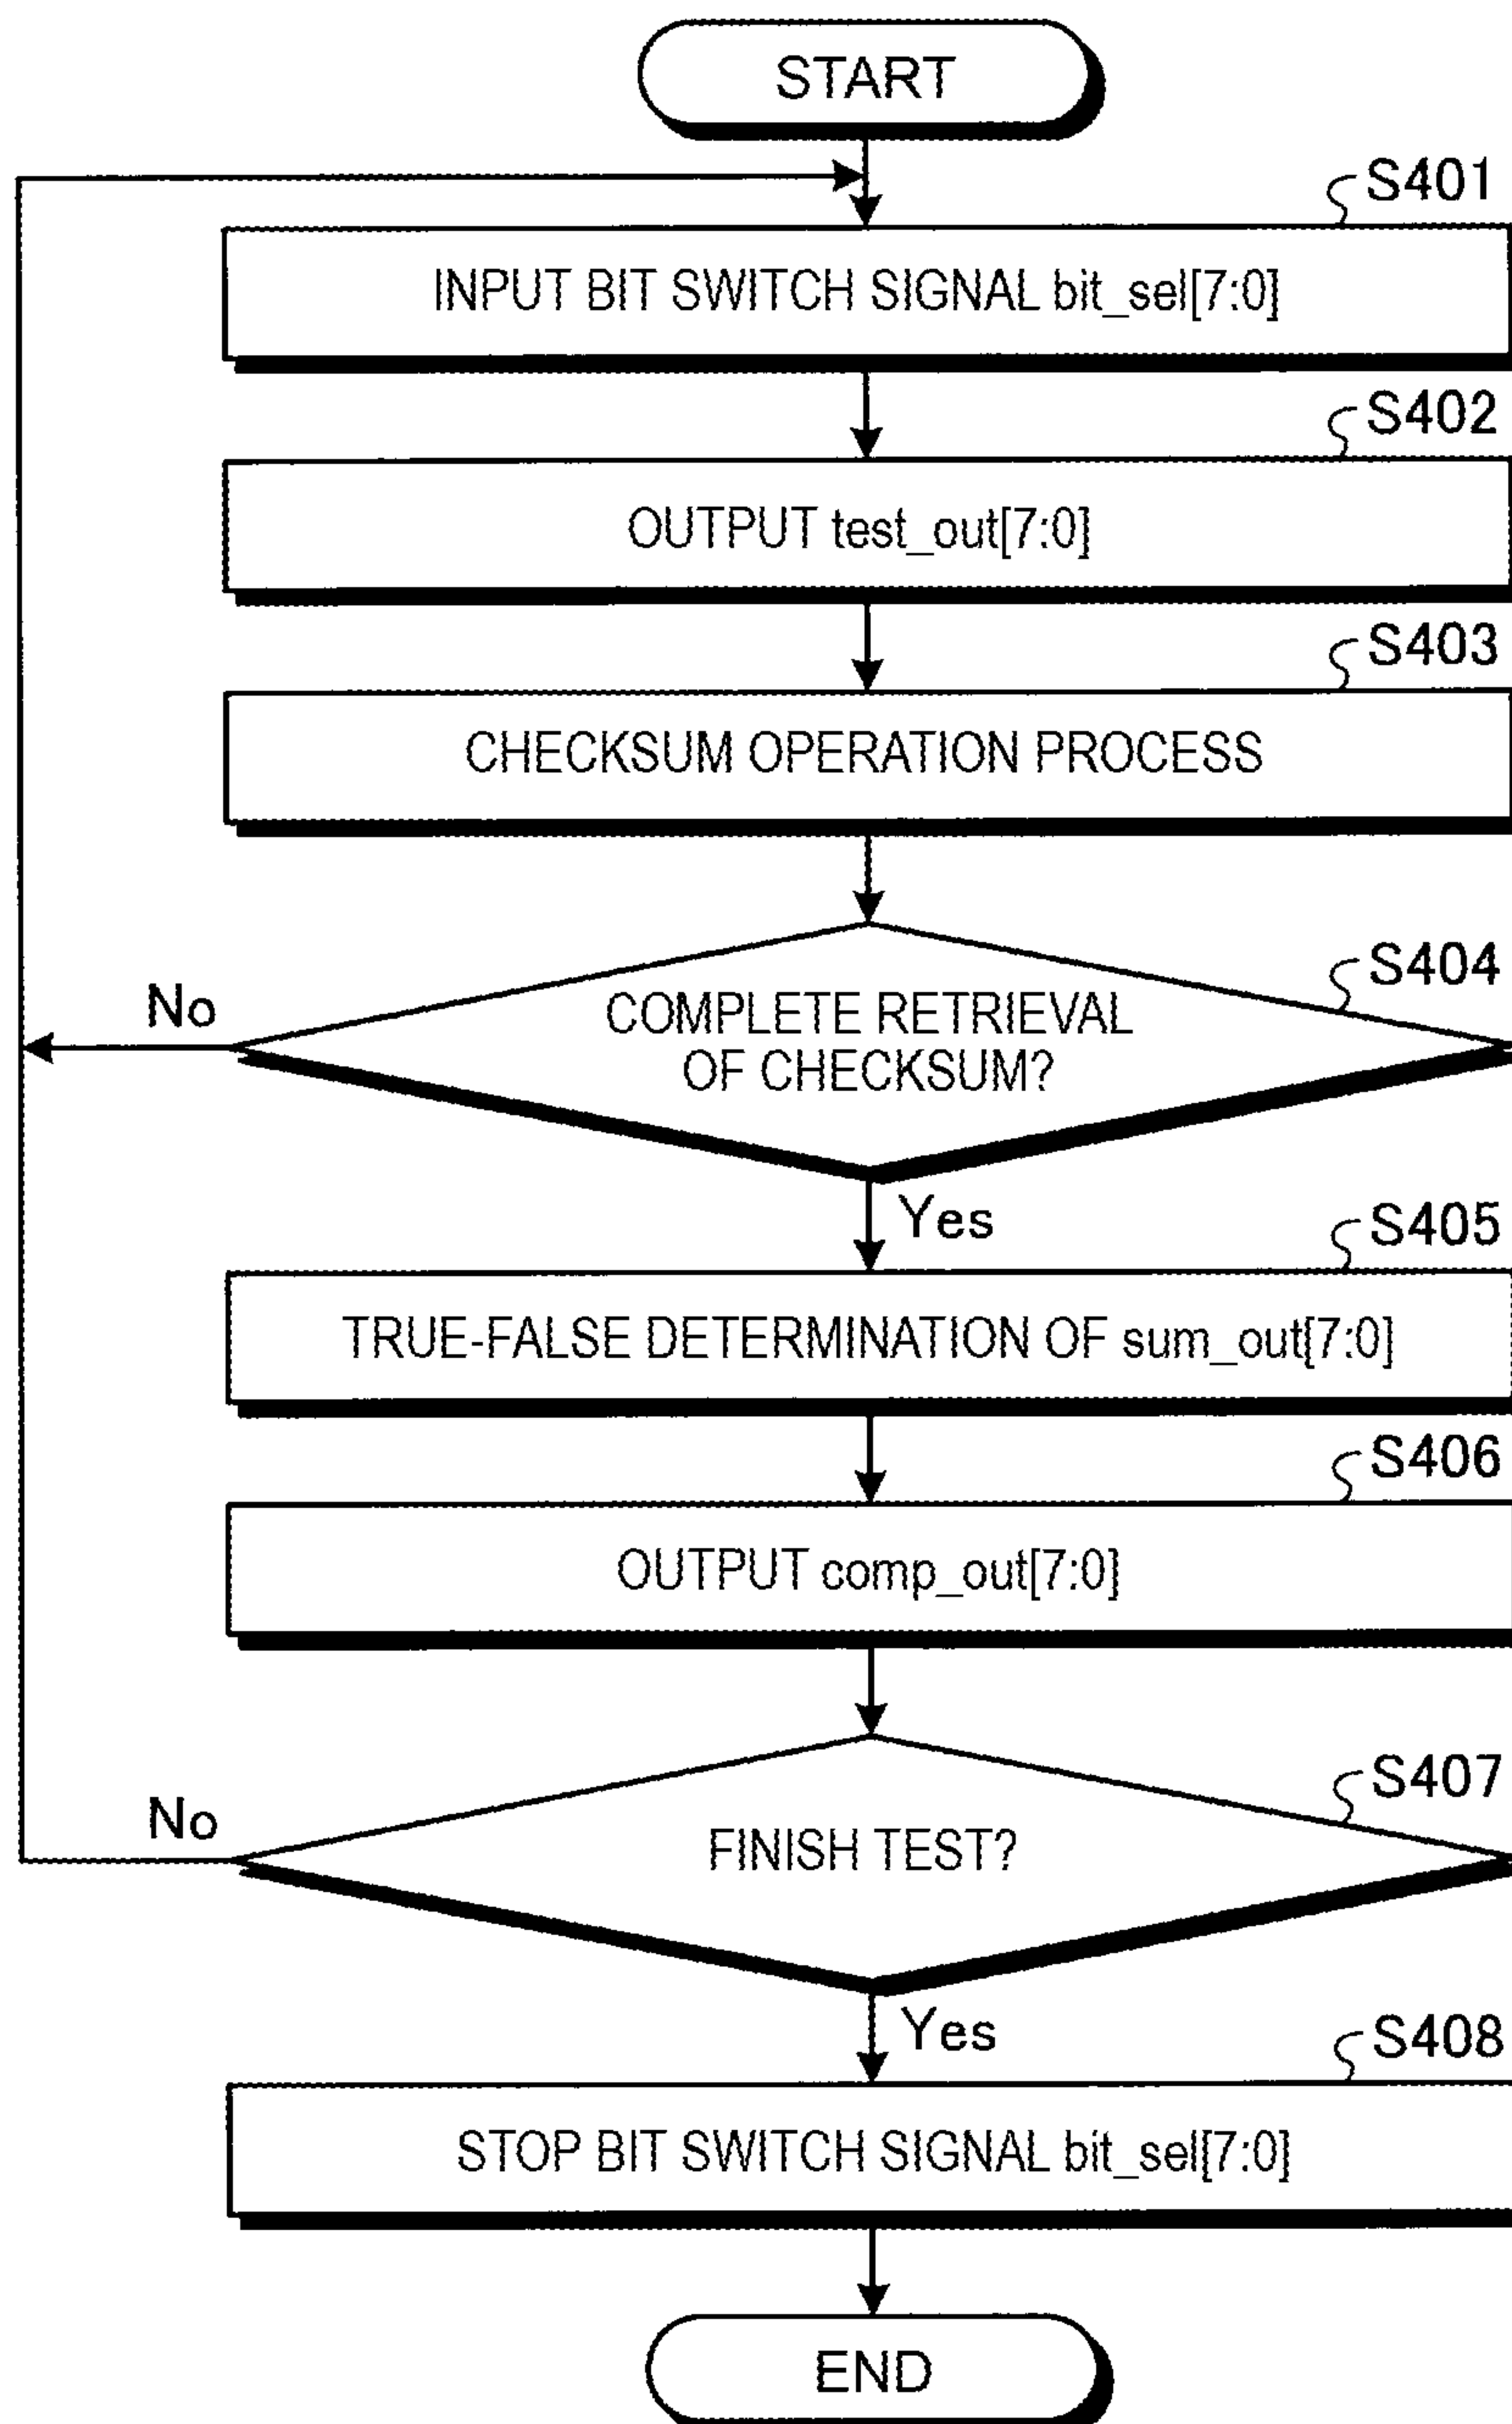 START
S401
INPUT BIT SWITCH SIGNAL bit_sel[7:0]
S402
OUTPUT test_out[7:0]
S403
CHECKSUM OPERATION PROCESS
S404
No
COMPLETE RETRIEVAL
OF CHECKSUM?
Yes
S405
TRUE-FALSE DETERMINATION OF sum_out[7:0]
S406
OUTPUT comp_out[7:0]
S407
No
FINISH TEST?
Yes
S408
STOP BIT SWITCH SIGNAL bit_sel[7:0]
END